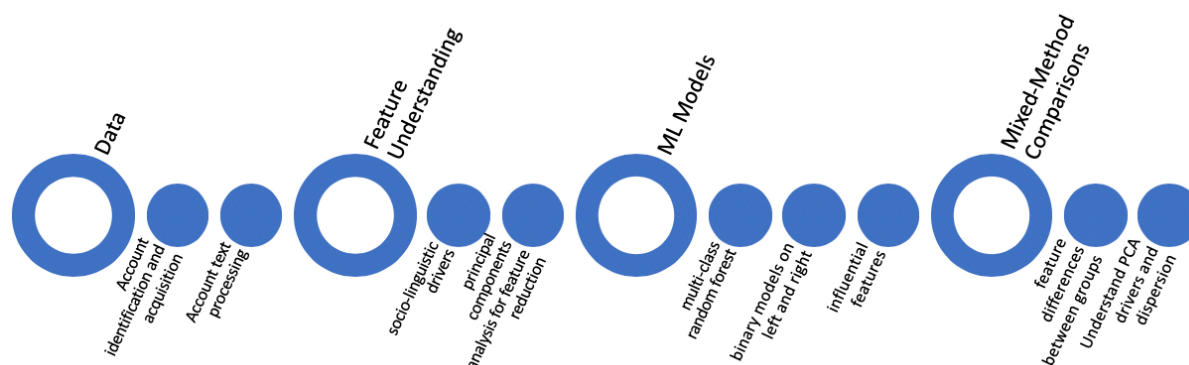 Data
Account
identification and
acquisition
Account text
processing
Feature
Understanding
socio-linguistic
drivers
principal
components
analysis for feature
reduction
ML Models
multi-class
random forest
binary models on
left and right
influential
features
Mixed-Method
Comparisons
feature
differences
between groups
Understand PCA
drivers and
dispersion